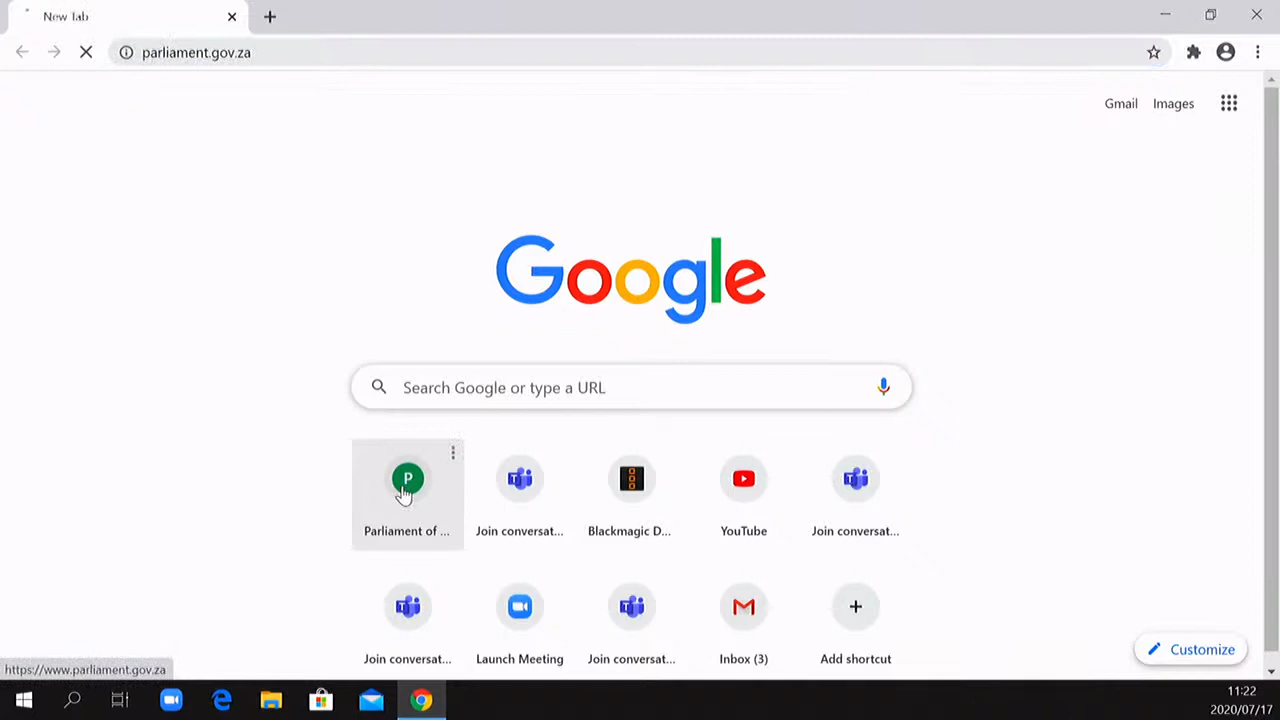 New Tab
parliament.gov.za
Gmail Images
Google
Search Google or type a URL
P
Parliament of ...
Join conversat...
Blackmagic D...
YouTube
Join conversat...
Join conversat...
Launch Meeting
Join conversat...
Inbox (3)
Add shortcut
Customize
https://www.parliament.gov.za
11:22
2020/07/17